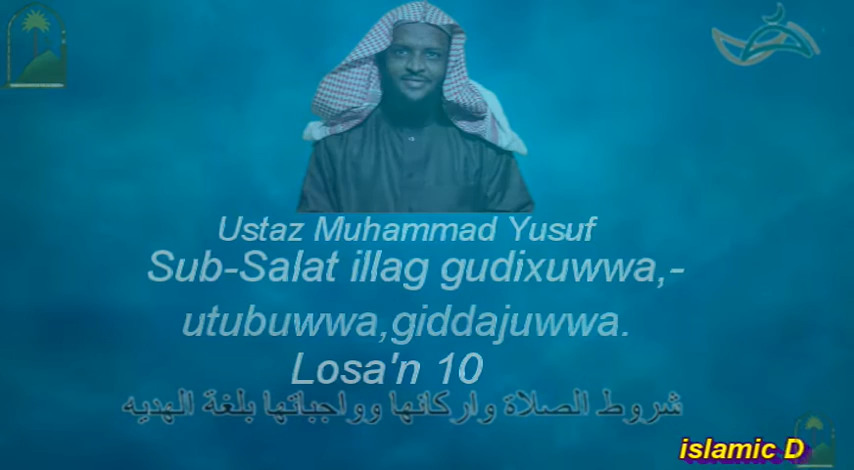 Ustaz Muhammad Yusuf
Sub-Salat illag gudixuwwa,-
utubuwwa,giddajuwwa.
Losa'n 10
شروط الصلاة واركانها وواجباتها بلغة الهديه
islamic D